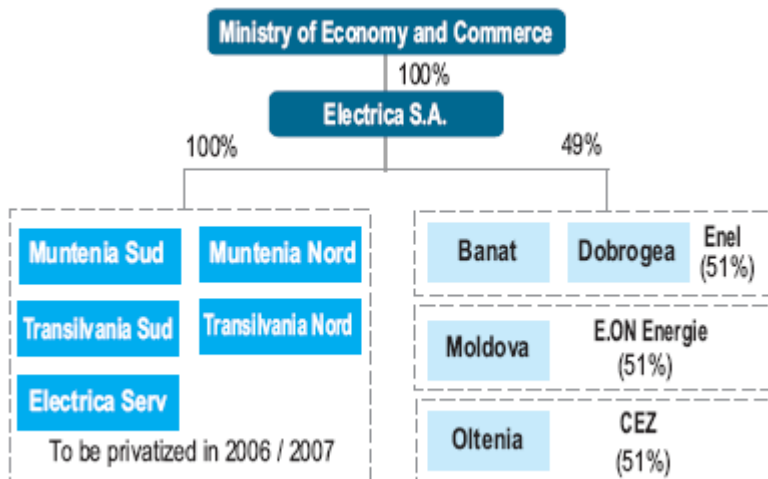 Ministry of Economy and Commerce
100%
Electrica S.A.
100%
49%
Muntenia Sud
Muntenia Nord
Transilvania Sud
Transilvania Nord
Electrica Serv
To be privatized in 2006 / 2007
Banat
Dobrogea
Enel
(51%)
Moldova
E.ON Energie
(51%)
Oltenia
CEZ
(51%)